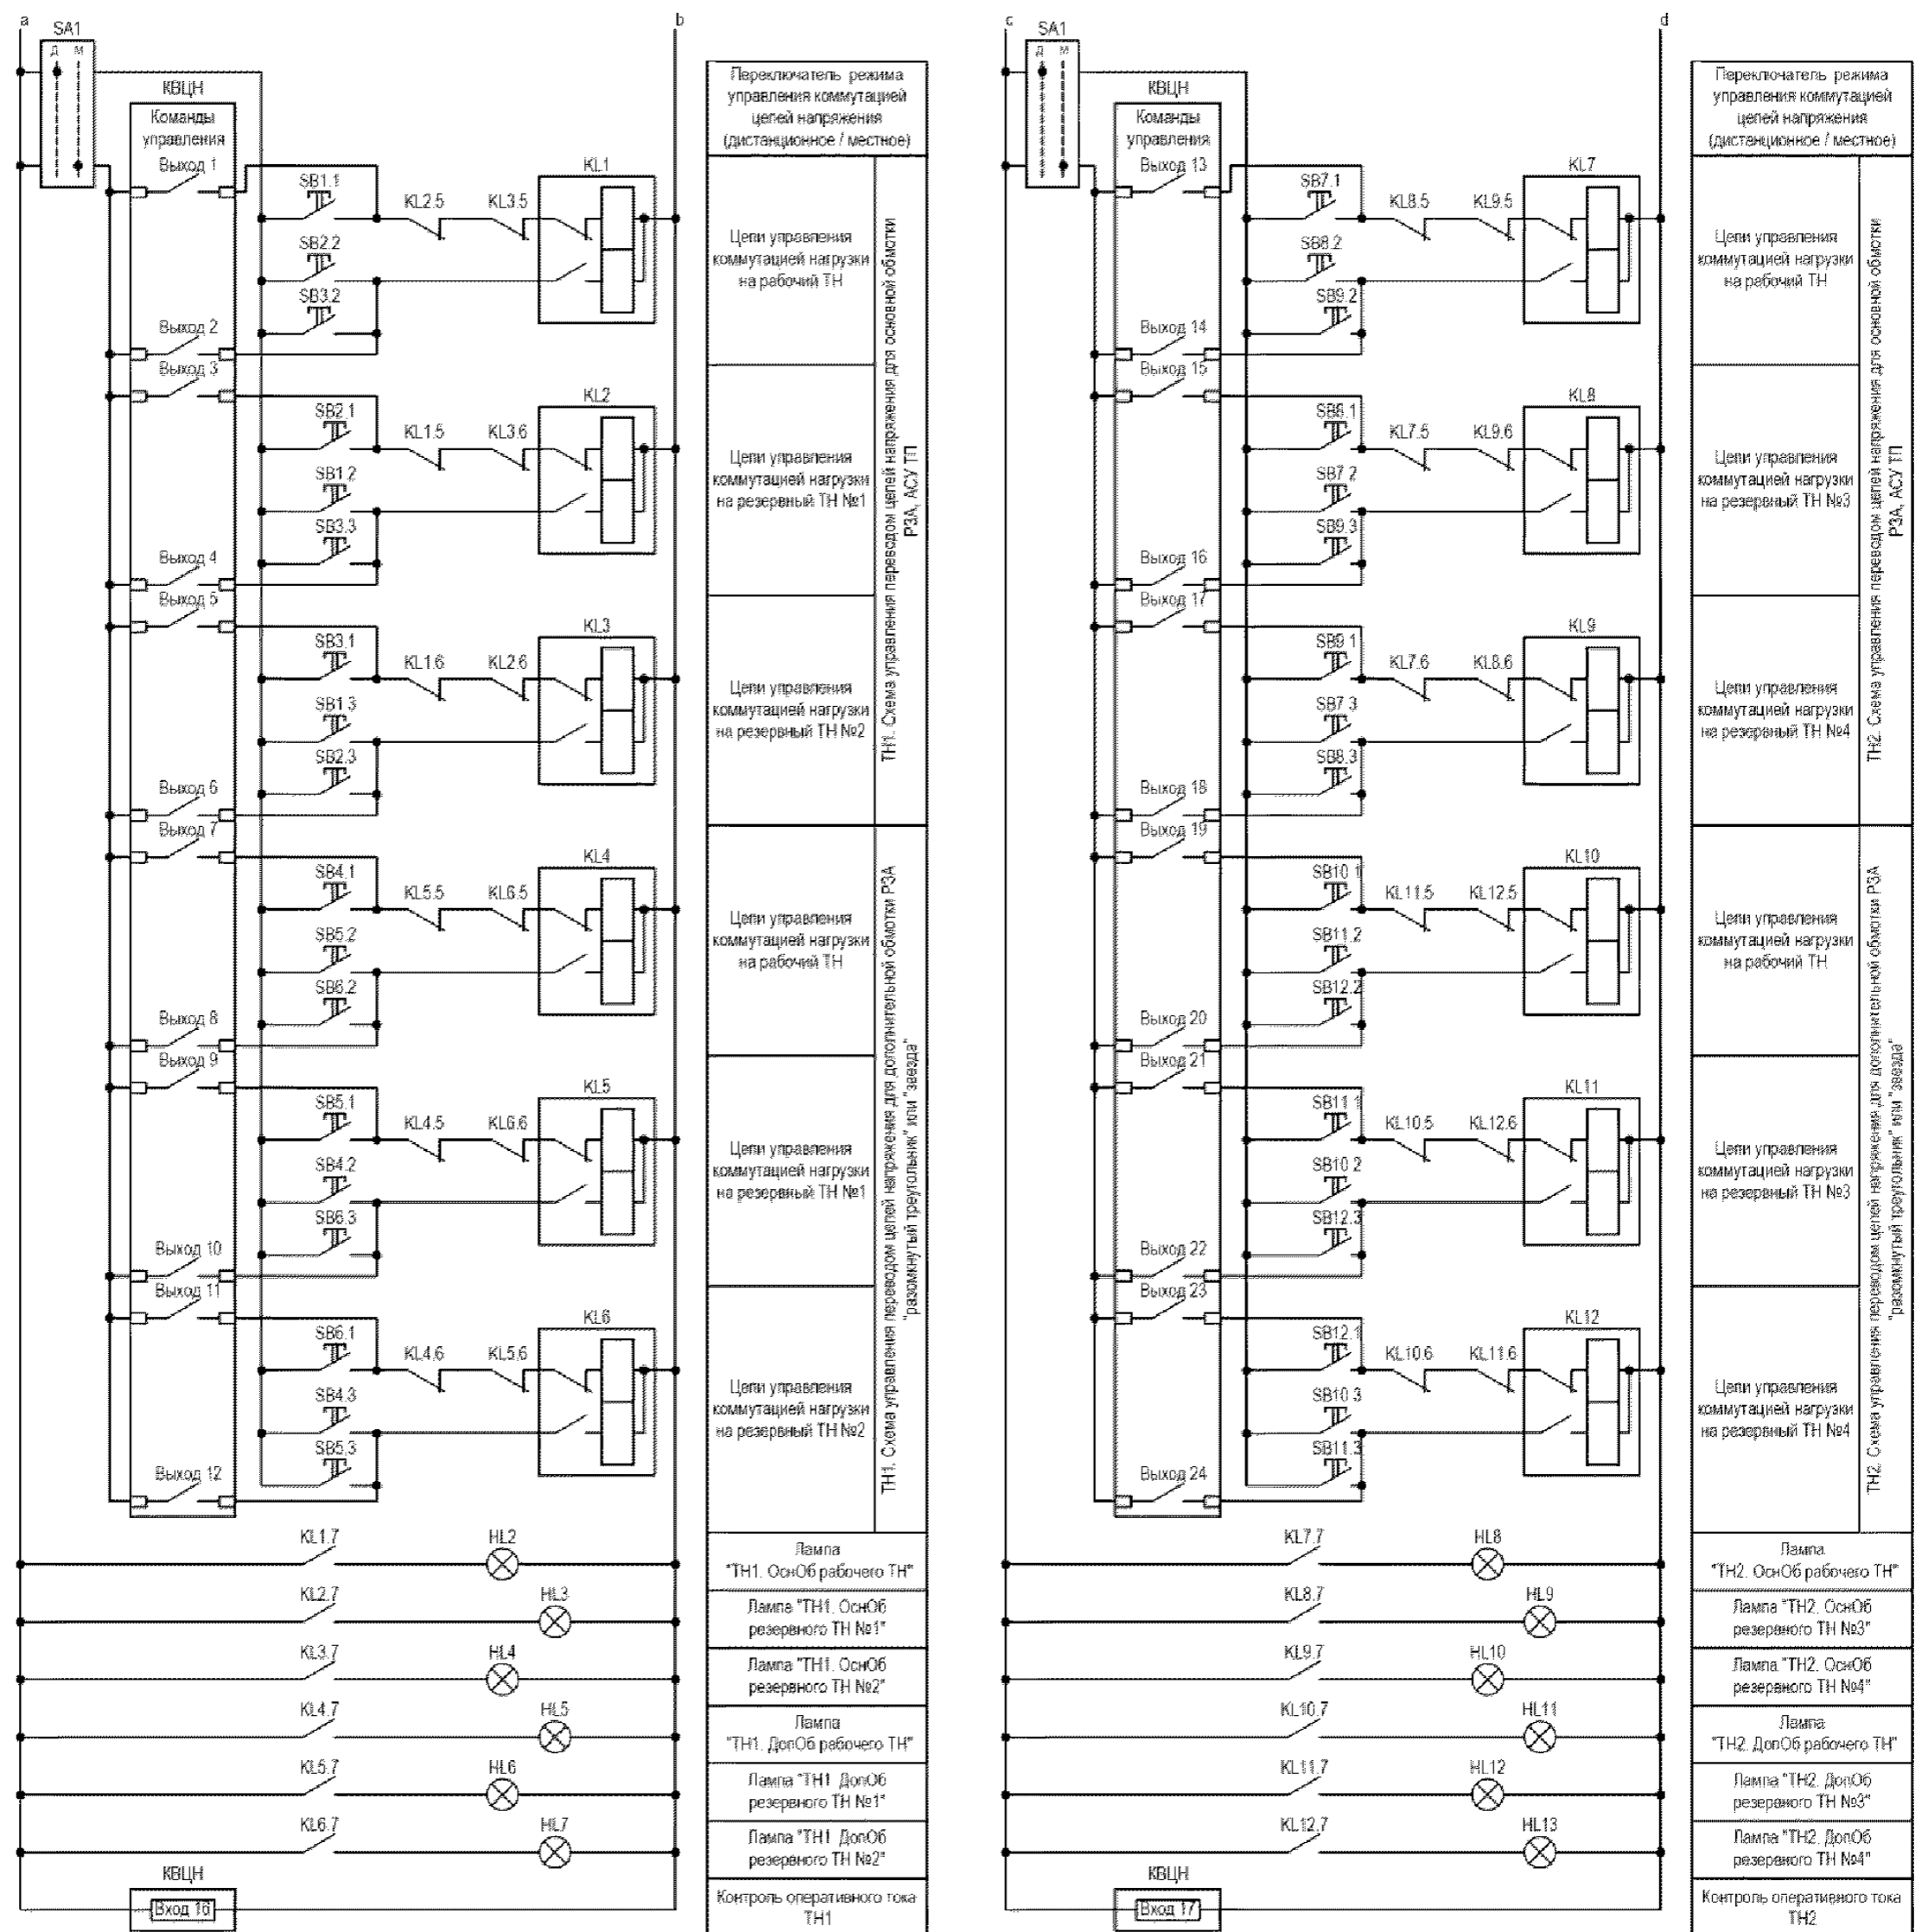 a
SA1
Д М
b
КВЦН
Команды
управления
Выход 1
SB1.1
KL2.5
KL3.5
KL1
SB2.2
SB3.2
Выход 2
Выход 3
SB2.1
KL1.5
KL3.6
KL2
SB1.2
SB3.3
Выход 4
Выход 5
SB3.1
KL1.6
KL2.6
KL3
SB1.3
SB2.3
Выход 6
Выход 7
SB4.1
KL5.5
KL6.5
KL4
SB5.2
SB6.2
Выход 8
Выход 9
SB5.1
KL4.5
KL6.6
KL5
SB4.2
SB6.3
Выход 10
Выход 11
SB6.1
KL4.6
KL5.6
KL6
SB4.3
SB5.3
Выход 12
KL1.7
HL2
KL2.7
HL3
KL3.7
HL4
KL4.7
HL5
KL5.7
HL6
KL6.7
HL7
КВЦН
Вход 16
Переключатель режима
управления коммутацией
цепей напряжения
(дистанционное / местное)
Цепи управления
коммутацией нагрузки
на рабочий ТН
Цепи управления
коммутацией нагрузки
на резервный ТН №1
Цепи управления
коммутацией нагрузки
на резервный ТН №2
ТН1. Схема управления переводом цепей напряжения для основной обмотки
РЗА, АСУ ТП
Цепи управления
коммутацией нагрузки
на рабочий ТН
Цепи управления
коммутацией нагрузки
на резервный ТН №1
Цепи управления
коммутацией нагрузки
на резервный ТН №2
ТН1. Схема управления переводом цепей напряжения для дополнительной обмотки РЗА
"разомкнутый треугольник" или "звезда"
Лампа
"ТН1. ОснОб рабочего ТН"
Лампа "ТН1. ОснОб
резервного ТН №1"
Лампа "ТН1. ОснОб
резервного ТН №2"
Лампа
"ТН1. ДопОб рабочего ТН"
Лампа "ТН1 ДопОб
резервного ТН №1"
Лампа "ТН1 ДопОб
резервного ТН №2"
Контроль оперативного тока
ТН1
c
SA1
Д М
d
КВЦН
Команды
управления
Выход 13
SB7.1
KL8.5
KL9.5
KL7
SB8.2
SB9.2
Выход 14
Выход 15
SB8.1
KL7.5
KL9.6
KL8
SB7.2
SB9.3
Выход 16
Выход 17
SB9.1
KL7.6
KL8.6
KL9
SB7.3
SB8.3
Выход 18
Выход 19
SB10.1
KL11.5
KL12.5
KL10
SB11.2
SB12.2
Выход 20
Выход 21
SB11.1
KL10.5
KL12.6
KL11
SB10.2
SB12.3
Выход 22
Выход 23
SB12.1
KL10.6
KL11.6
KL12
SB10.3
SB11.3
Выход 24
KL7.7
HL8
KL8.7
HL9
KL9.7
HL10
KL10.7
HL11
KL11.7
HL12
KL12.7
HL13
КВЦН
Вход 17
Переключатель режима
управления коммутацией
цепей напряжения
(дистанционное / местное)
Цепи управления
коммутацией нагрузки
на рабочий ТН
Цепи управления
коммутацией нагрузки
на резервный ТН №3
Цепи управления
коммутацией нагрузки
на резервный ТН №4
ТН2. Схема управления переводом цепей напряжения для основной обмотки
РЗА, АСУ ТП
Цепи управления
коммутацией нагрузки
на рабочий ТН
Цепи управления
коммутацией нагрузки
на резервный ТН №3
Цепи управления
коммутацией нагрузки
на резервный ТН №4
ТН2. Схема управления переводом цепей напряжения для дополнительной обмотки РЗА
"разомкнутый треугольник" или "звезда"
Лампа
"ТН2. ОснОб рабочего ТН"
Лампа "ТН2. ОснОб
резервного ТН №3"
Лампа "ТН2. ОснОб
резервного ТН №4"
Лампа
"ТН2. ДопОб рабочего ТН"
Лампа "ТН2. ДопОб
резервного ТН №3"
Лампа "ТН2. ДопОб
резервного ТН №4"
Контроль оперативного тока
ТН2